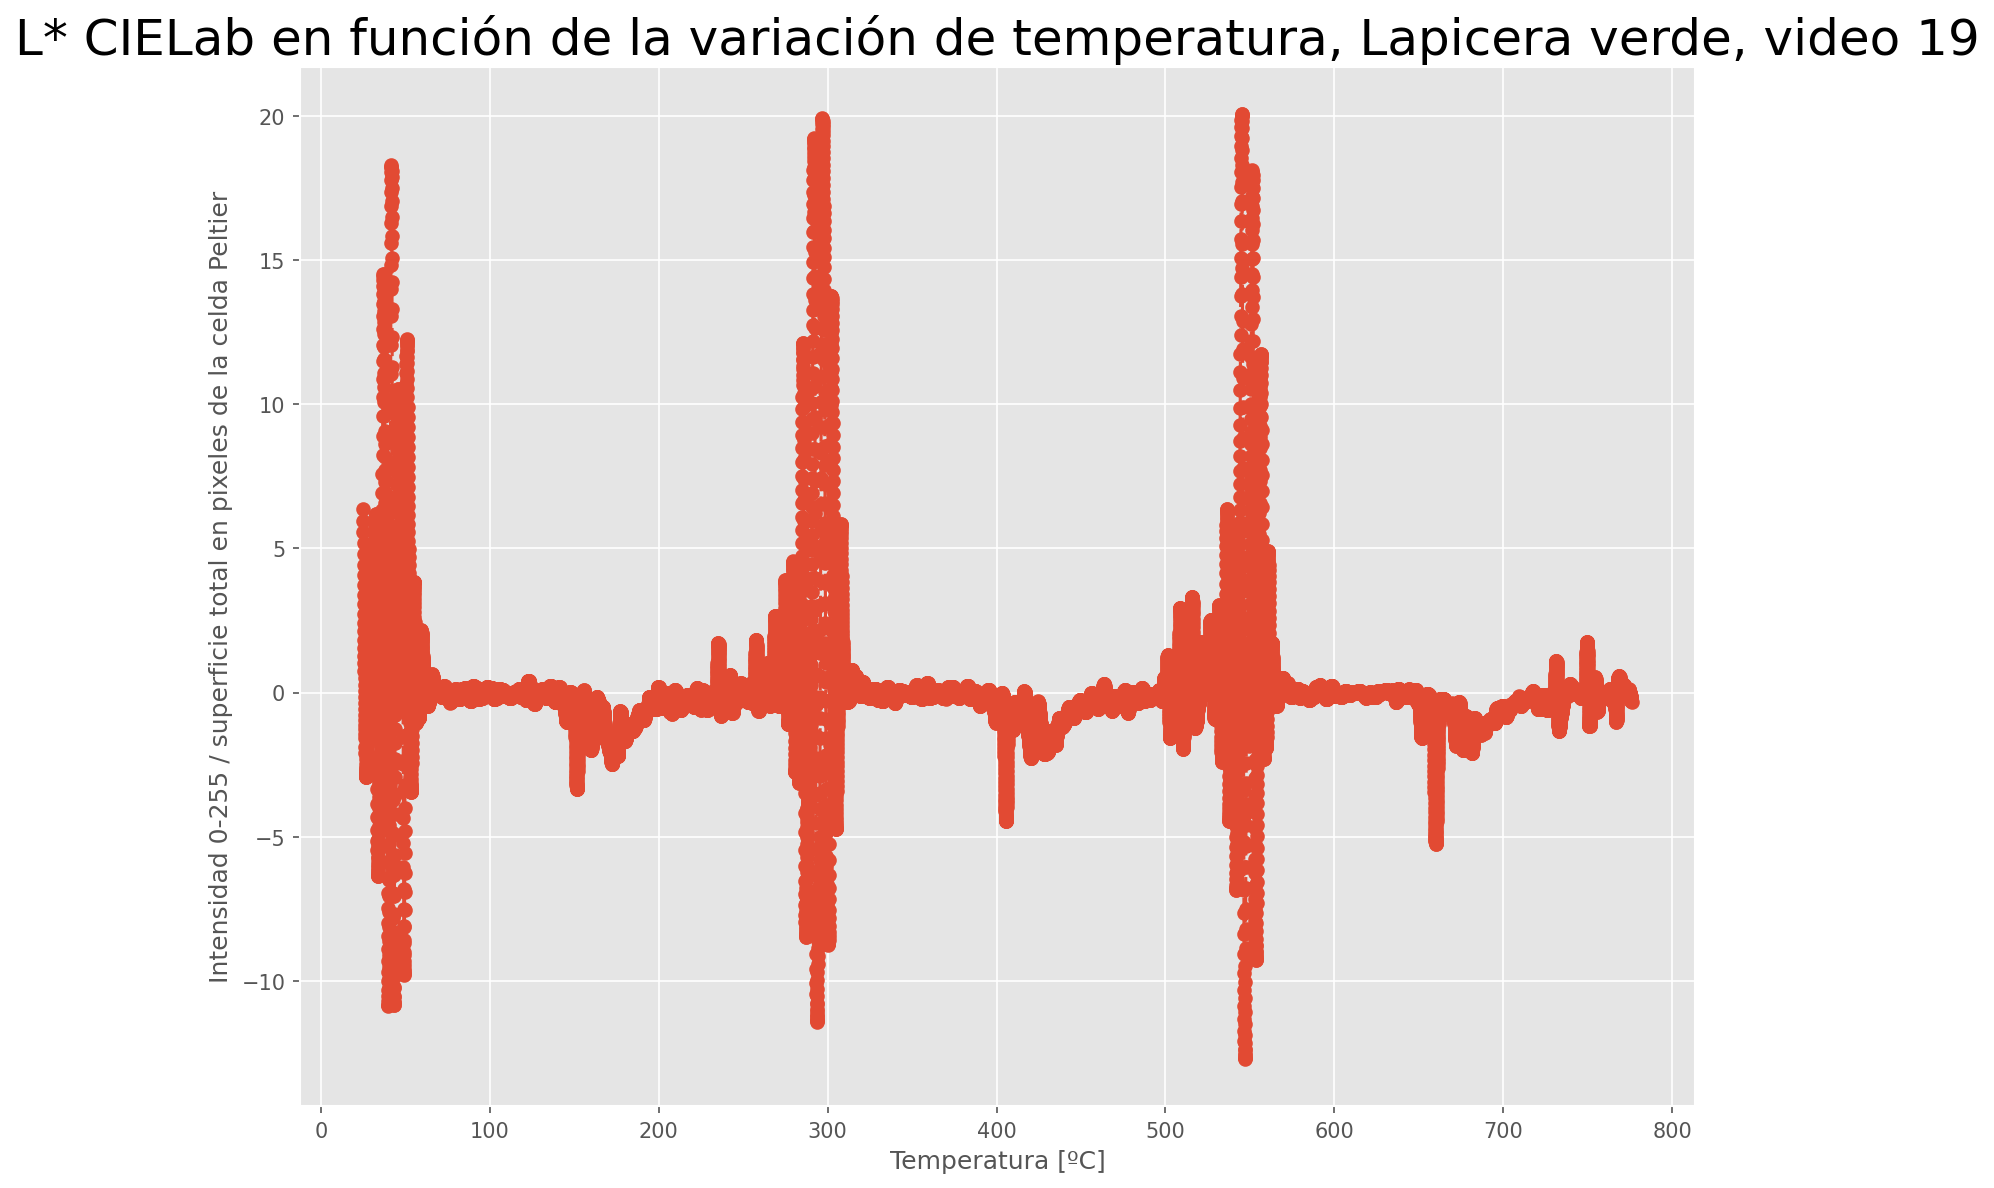 L* CIELab en función de la variación de temperatura, Lapicera verde, video 19
Intensidad 0-255 / superficie total en pixeles de la celda Peltier
20
15
10
5
0
−5
−10
0 100 200 300 400 500 600 700 800
Temperatura [ºC]